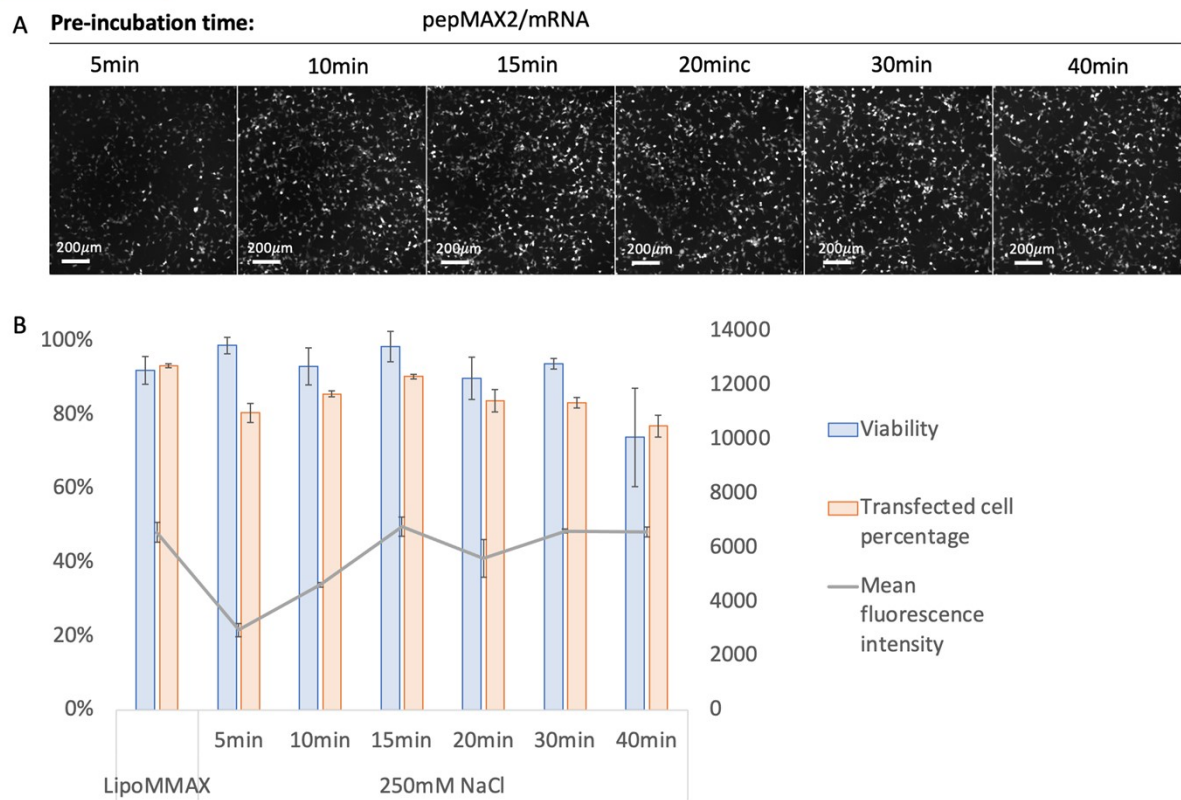 A
Pre-incubation time:
pepMAX2/mRNA
5min
10min
15min
20minc
30min
40min
200μm
200μm
200μm
200μm
200μm
200μm
B
100%
80%
60%
40%
20%
0%
14000
12000
10000
8000
6000
4000
2000
0
5min
10min
15min
20min
30min
40min
LipoMMAX
250mM NaCl
Viability
Transfected cell
percentage
Mean
fluorescence
intensity